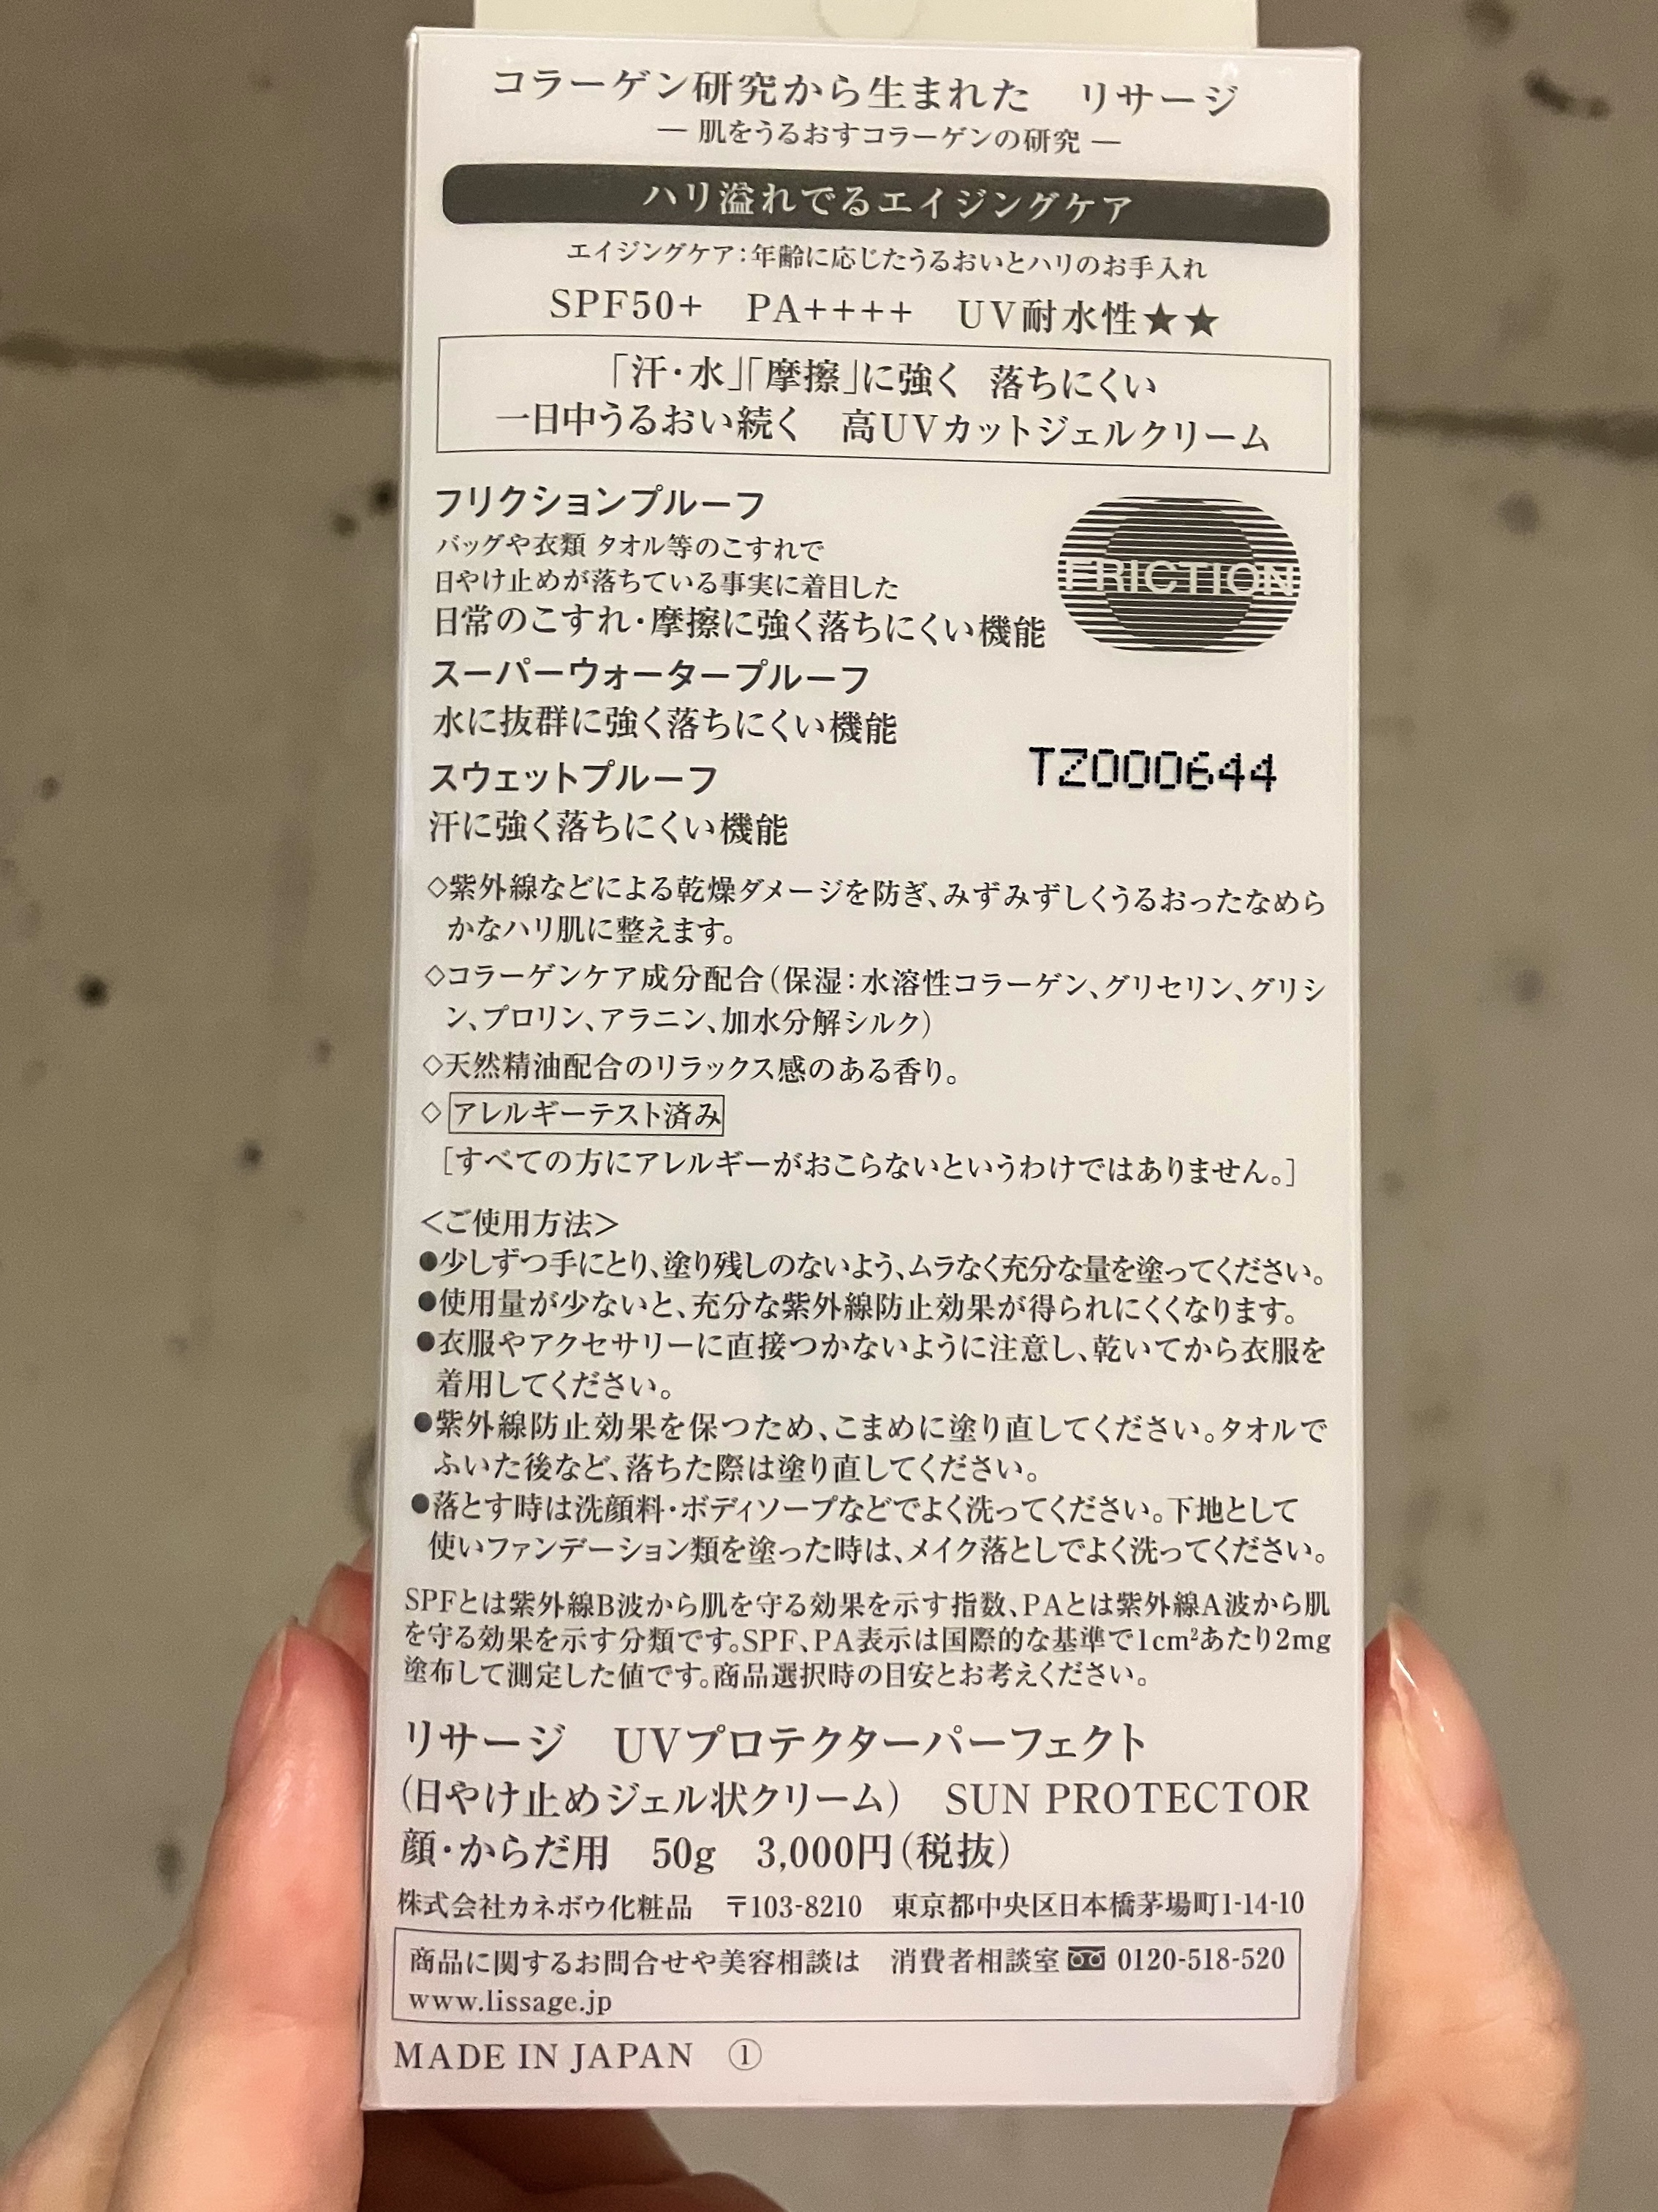 コラーゲン研究から生まれた　リサージ
― 肌をうるおすコラーゲンの研究 ―
ハリ溢れでるエイジングケア
エイジングケア：年齢に応じたうるおいとハリのお手入れ
SPF50+　PA++++　UV耐水性★★
「汗・水」「摩擦」に強く 落ちにくい
一日中うるおい続く　高UVカットジェルクリーム
フリクションプルーフ
バッグや衣類 タオル等のこすれで
日やけ止めが落ちている事実に着目した
日常のこすれ・摩擦に強く落ちにくい機能
FRICTION
スーパーウォータープルーフ
水に抜群に強く落ちにくい機能
TZ000644
スウェットプルーフ
汗に強く落ちにくい機能
◇紫外線などによる乾燥ダメージを防ぎ、みずみずしくうるおったなめら
かなハリ肌に整えます。
◇コラーゲンケア成分配合（保湿：水溶性コラーゲン、グリセリン、グリシ
ン、プロリン、アラニン、加水分解シルク）
◇天然精油配合のリラックス感のある香り。
◇アレルギーテスト済み
［すべての方にアレルギーがおこらないというわけではありません。］
＜ご使用方法＞
●少しずつ手にとり、塗り残しのないよう、ムラなく充分な量を塗ってください。
●使用量が少ないと、充分な紫外線防止効果が得られにくくなります。
●衣服やアクセサリーに直接つかないように注意し、乾いてから衣服を
着用してください。
●紫外線防止効果を保つため、こまめに塗り直してください。タオルで
ふいた後など、落ちた際は塗り直してください。
●落とす時は洗顔料・ボディソープなどでよく洗ってください。下地として
使いファンデーション類を塗った時は、メイク落としでよく洗ってください。
SPFとは紫外線B波から肌を守る効果を示す指数、PAとは紫外線A波から肌
を守る効果を示す分類です。SPF、PA表示は国際的な基準で1cm²あたり2mg
塗布して測定した値です。商品選択時の目安とお考えください。
リサージ　UVプロテクターパーフェクト
（日やけ止めジェル状クリーム）　SUN PROTECTOR
顔・からだ用　50g　3,000円（税抜）
株式会社カネボウ化粧品　〒103-8210　東京都中央区日本橋茅場町1-14-10
商品に関するお問合せや美容相談は　消費者相談室 0120-518-520
www.lissage.jp
MADE IN JAPAN　①